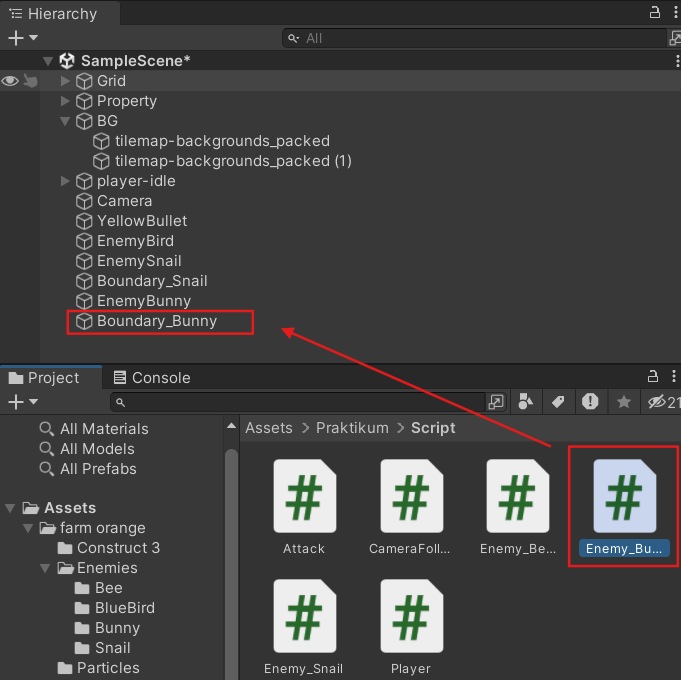 Hierarchy
All
SampleScene*
Grid
Property
BG
tilemap-backgrounds_packed
tilemap-backgrounds_packed (1)
player-idle
Camera
YellowBullet
EnemyBird
EnemySnail
Boundary_Snail
EnemyBunny
Boundary_Bunny
Project
Console
21
All Materials
All Models
All Prefabs
Assets
farm orange
Construct 3
Enemies
Bee
BlueBird
Bunny
Snail
Particles
Assets > Praktikum > Script
Attack
CameraFoll...
Enemy_Be...
Enemy_Bu...
Enemy_Snail
Player